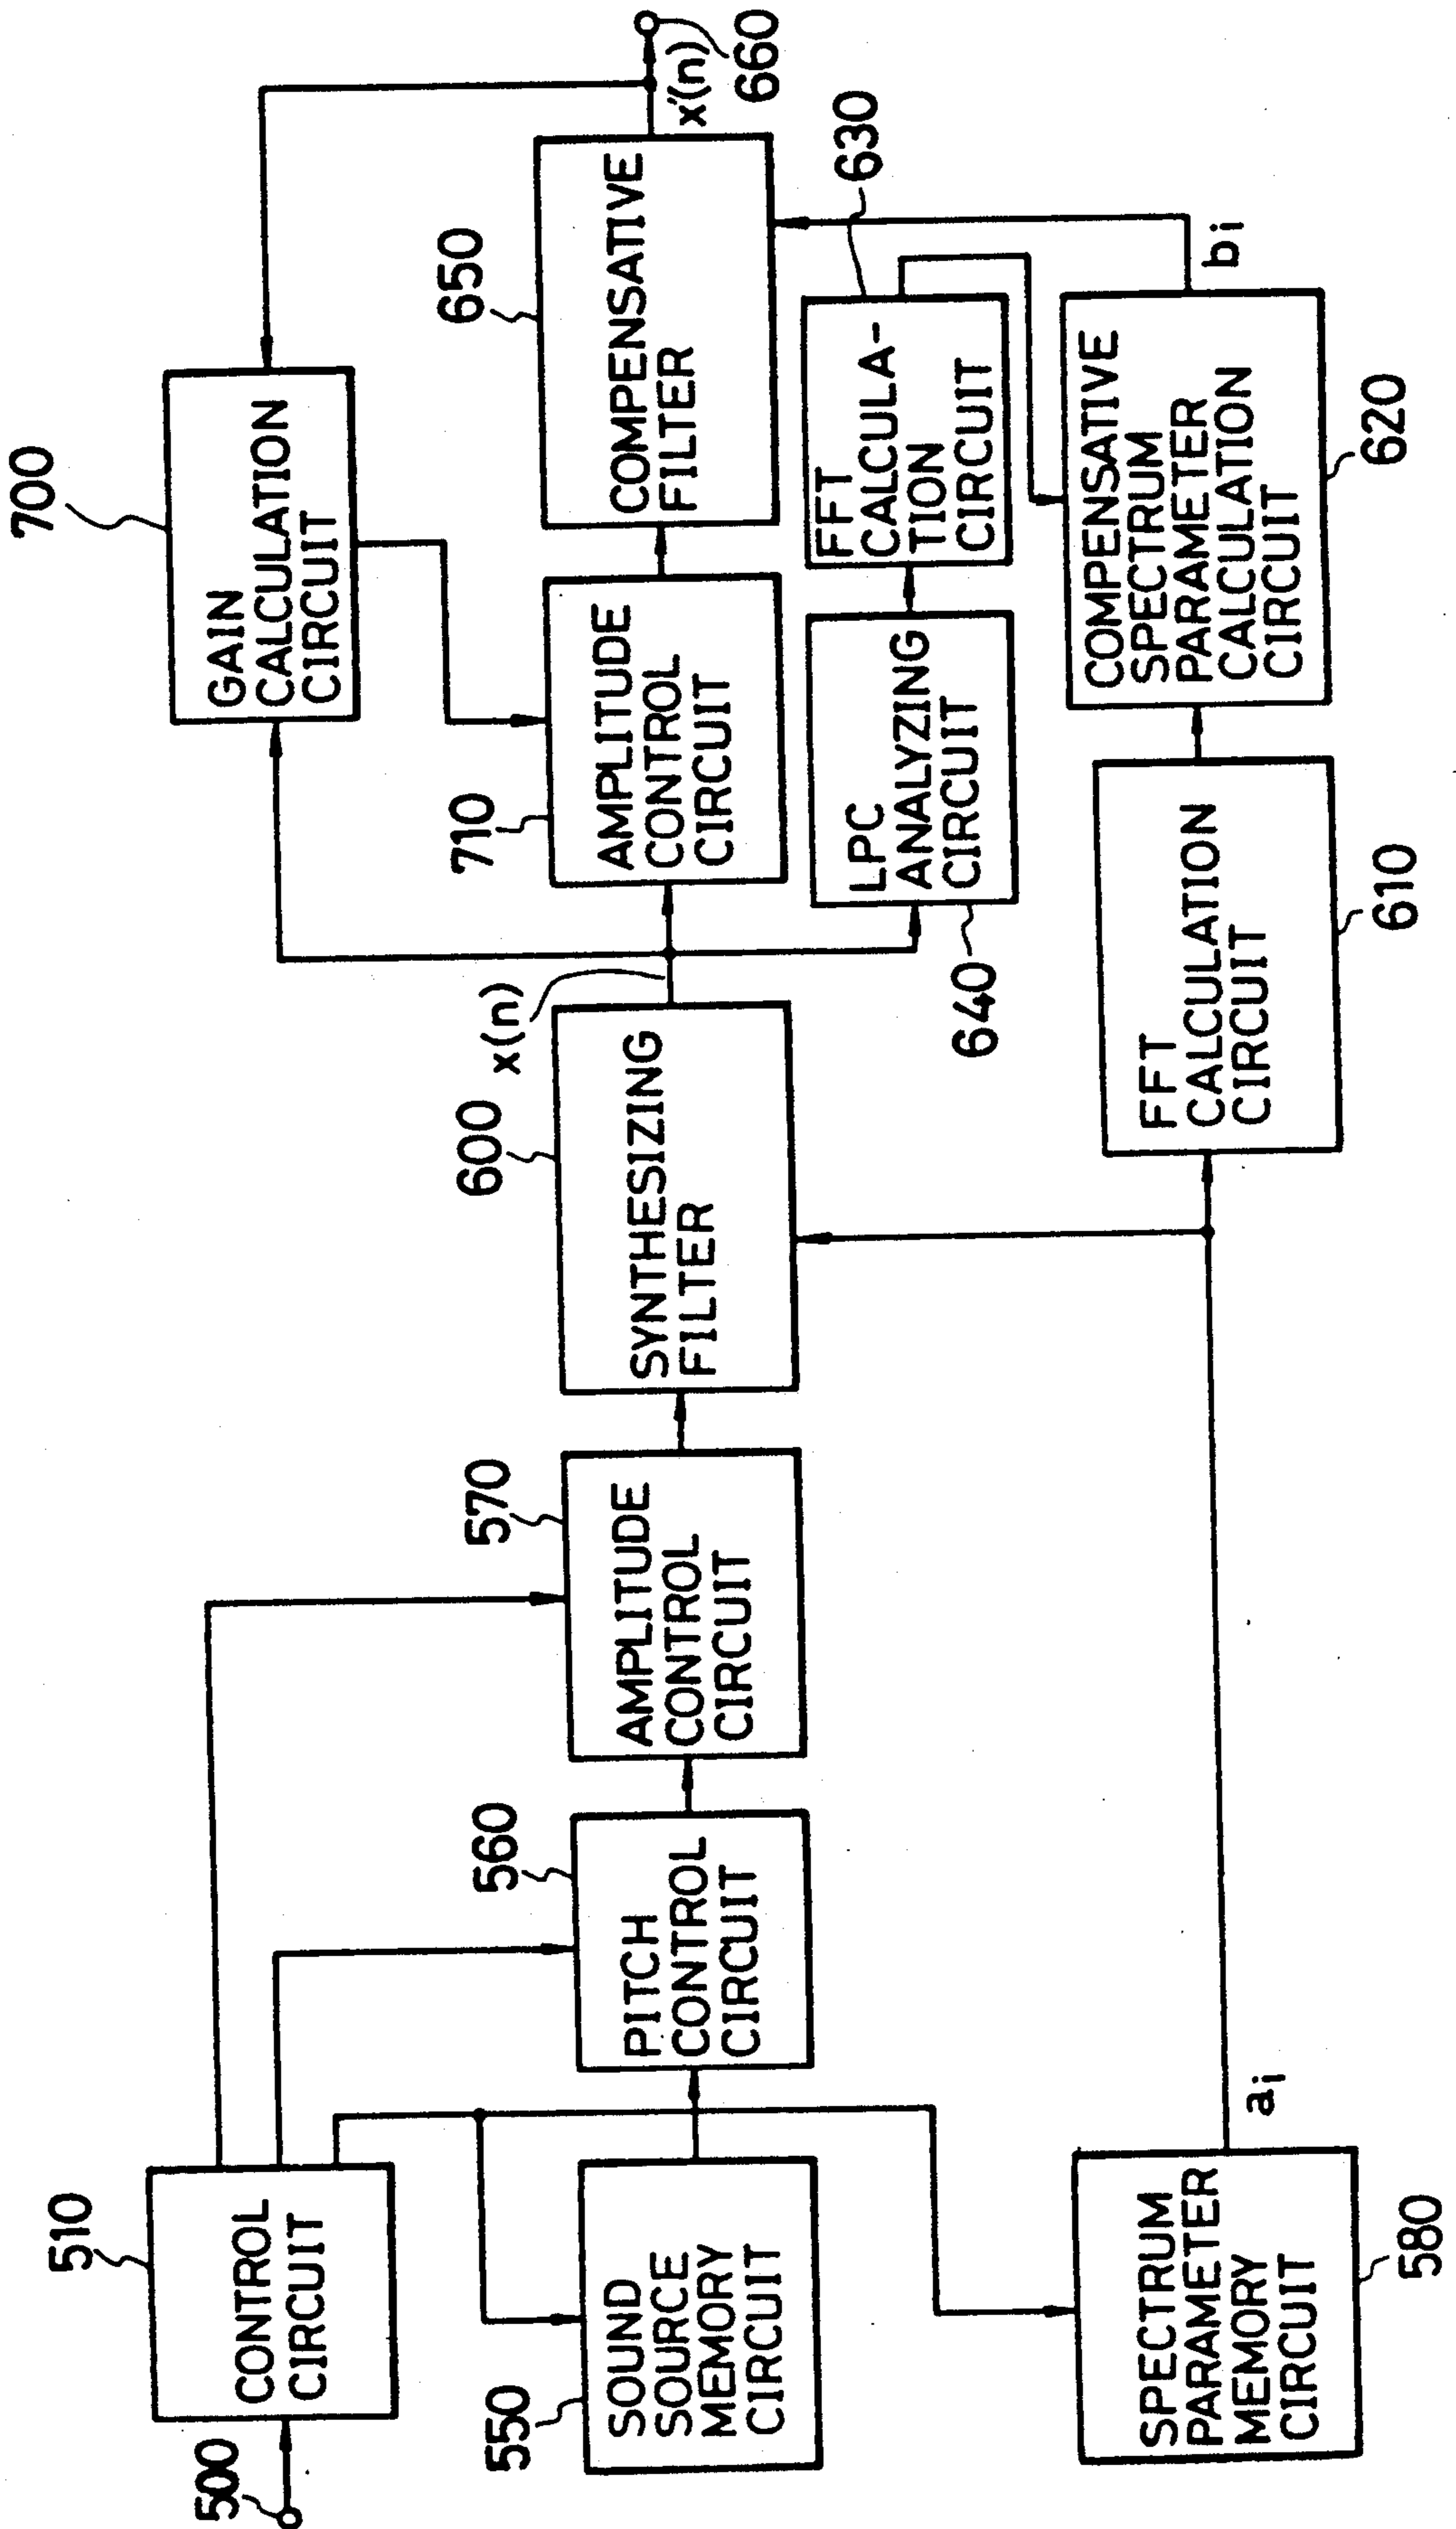 500
510
CONTROL
CIRCUIT
550
SOUND
SOURCE
MEMORY
CIRCUIT
560
PITCH
CONTROL
CIRCUIT
570
AMPLITUDE
CONTROL
CIRCUIT
580
SPECTRUM
PARAMETER
MEMORY
CIRCUIT
ai
600
SYNTHESIZING
FILTER
x(n)
700
GAIN
CALCULATION
CIRCUIT
710
AMPLITUDE
CONTROL
CIRCUIT
650
COMPENSATIVE
FILTER
x'(n)
660
640
LPC
ANALYZING
CIRCUIT
630
FFT
CALCULA-
TION
CIRCUIT
610
FFT
CALCULATION
CIRCUIT
620
COMPENSATIVE
SPECTRUM
PARAMETER
CALCULATION
CIRCUIT
bi